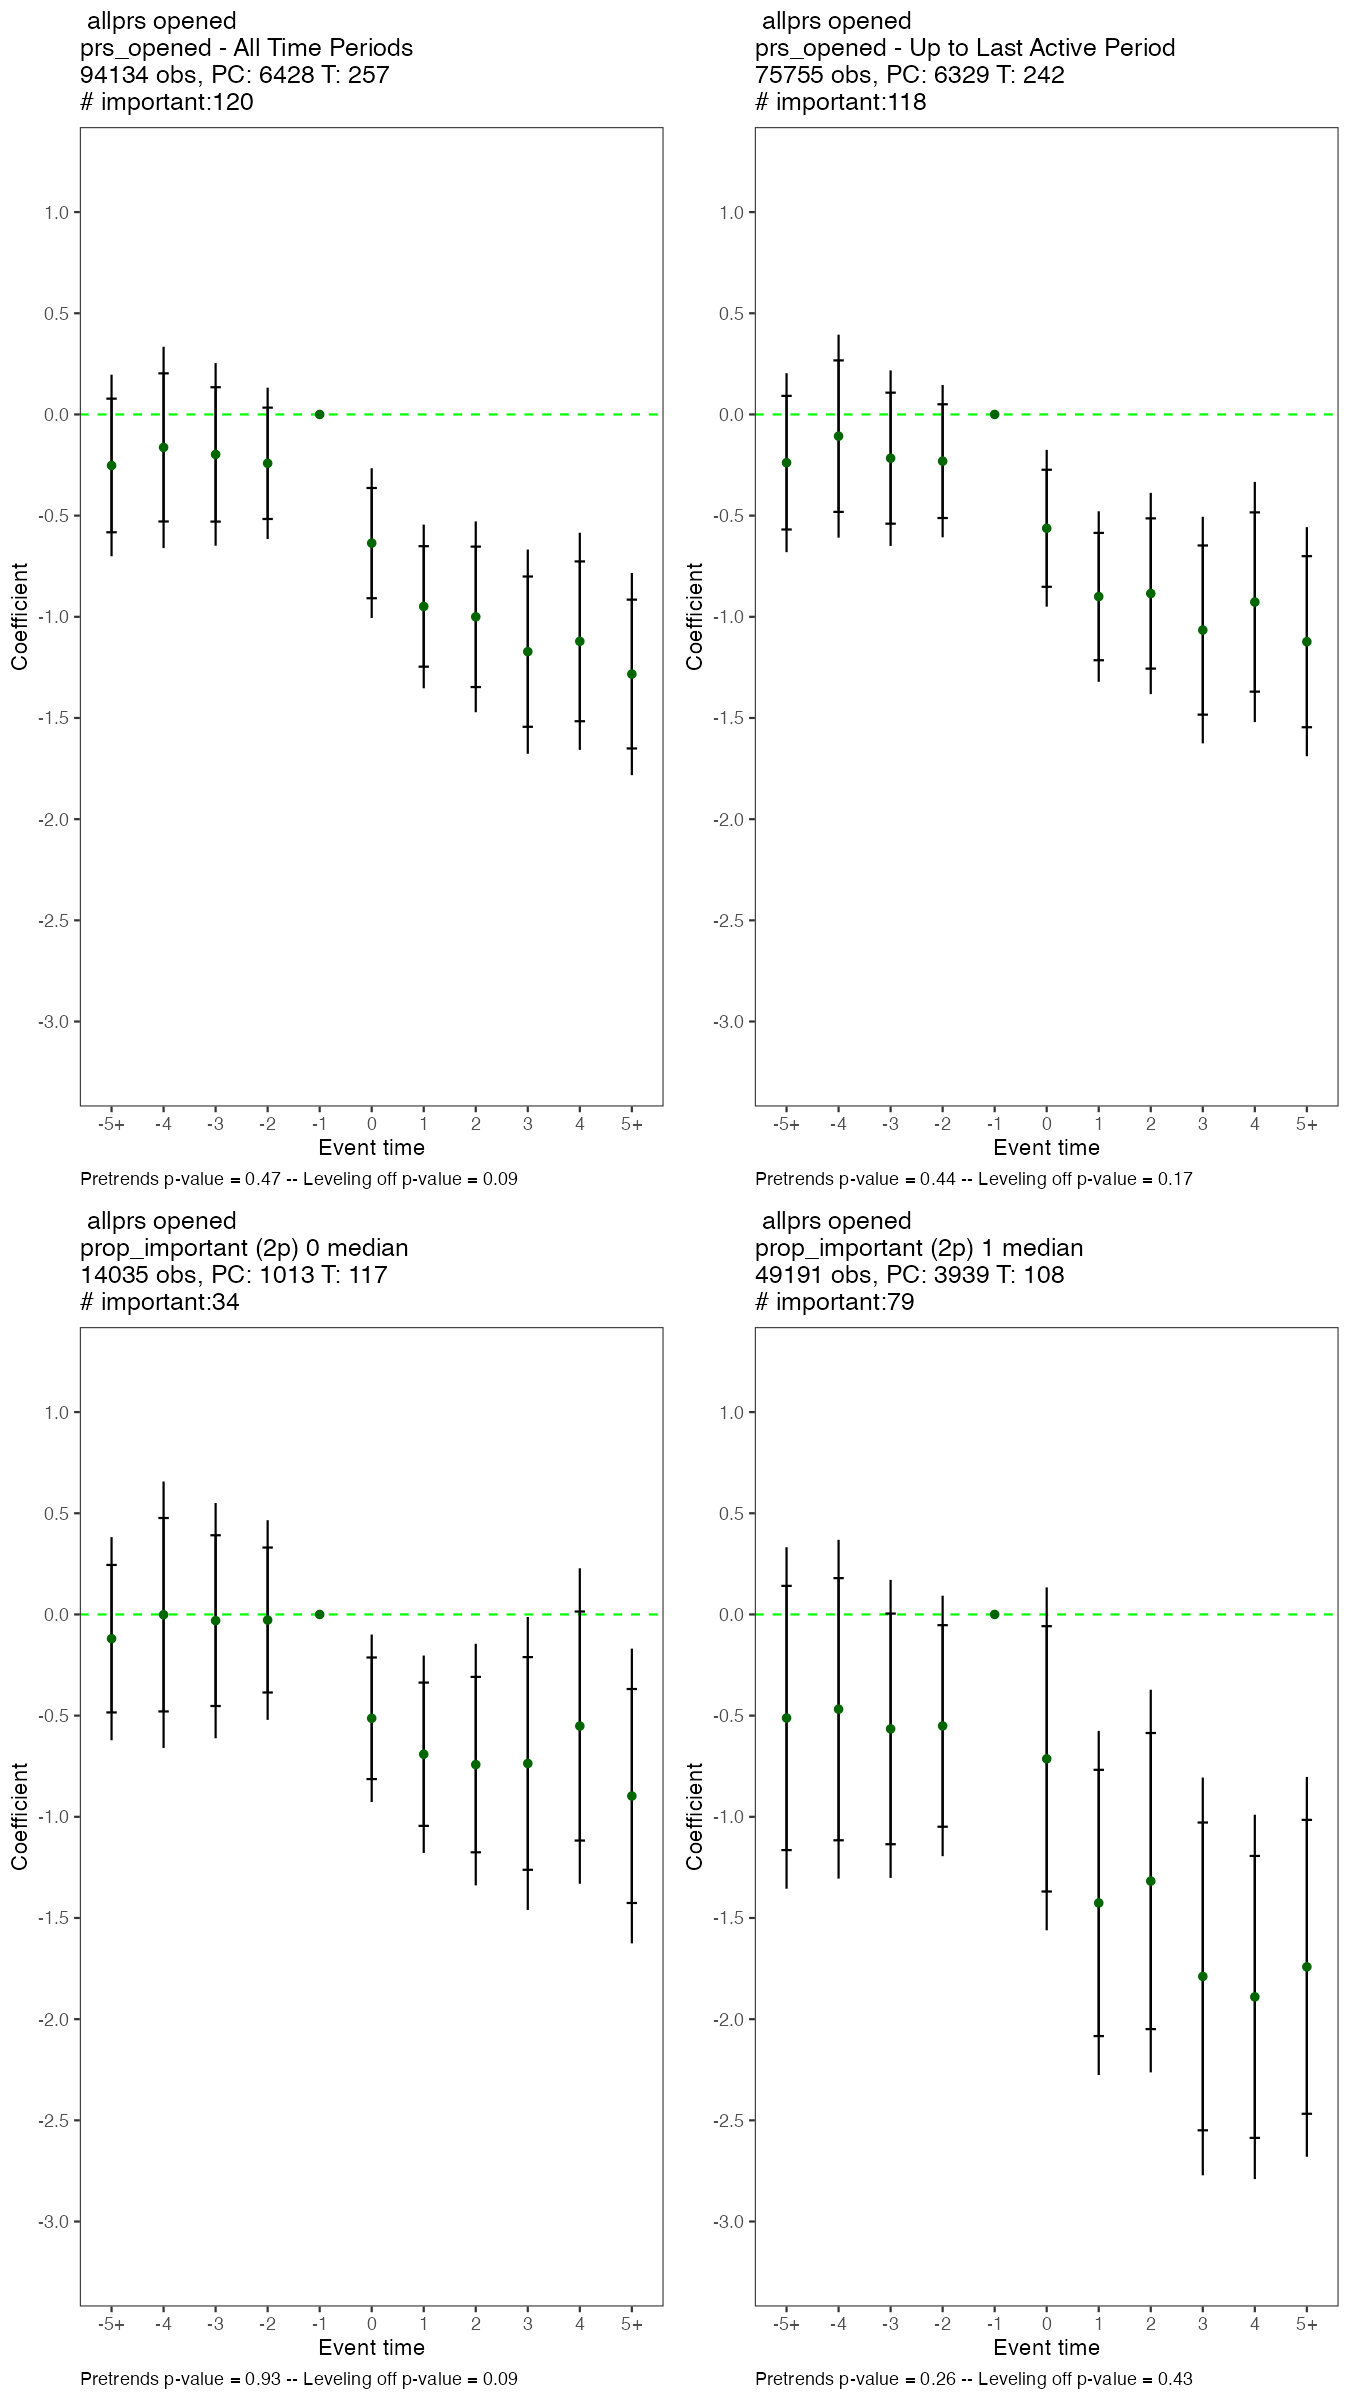 allprs opened
prs_opened - All Time Periods
94134 obs, PC: 6428 T: 257
# important:120
1.0
0.5
0.0
-0.5
-1.0
-1.5
-2.0
-2.5
-3.0
Coefficient
-5+ -4 -3 -2 -1 0 1 2 3 4 5+
Event time
Pretrends p-value = 0.47 -- Leveling off p-value = 0.09
allprs opened
prs_opened - Up to Last Active Period
75755 obs, PC: 6329 T: 242
# important:118
1.0
0.5
0.0
-0.5
-1.0
-1.5
-2.0
-2.5
-3.0
Coefficient
-5+ -4 -3 -2 -1 0 1 2 3 4 5+
Event time
Pretrends p-value = 0.44 -- Leveling off p-value = 0.17
allprs opened
prop_important (2p) 0 median
14035 obs, PC: 1013 T: 117
# important:34
1.0
0.5
0.0
-0.5
-1.0
-1.5
-2.0
-2.5
-3.0
Coefficient
-5+ -4 -3 -2 -1 0 1 2 3 4 5+
Event time
Pretrends p-value = 0.93 -- Leveling off p-value = 0.09
allprs opened
prop_important (2p) 1 median
49191 obs, PC: 3939 T: 108
# important:79
1.0
0.5
0.0
-0.5
-1.0
-1.5
-2.0
-2.5
-3.0
Coefficient
-5+ -4 -3 -2 -1 0 1 2 3 4 5+
Event time
Pretrends p-value = 0.26 -- Leveling off p-value = 0.43